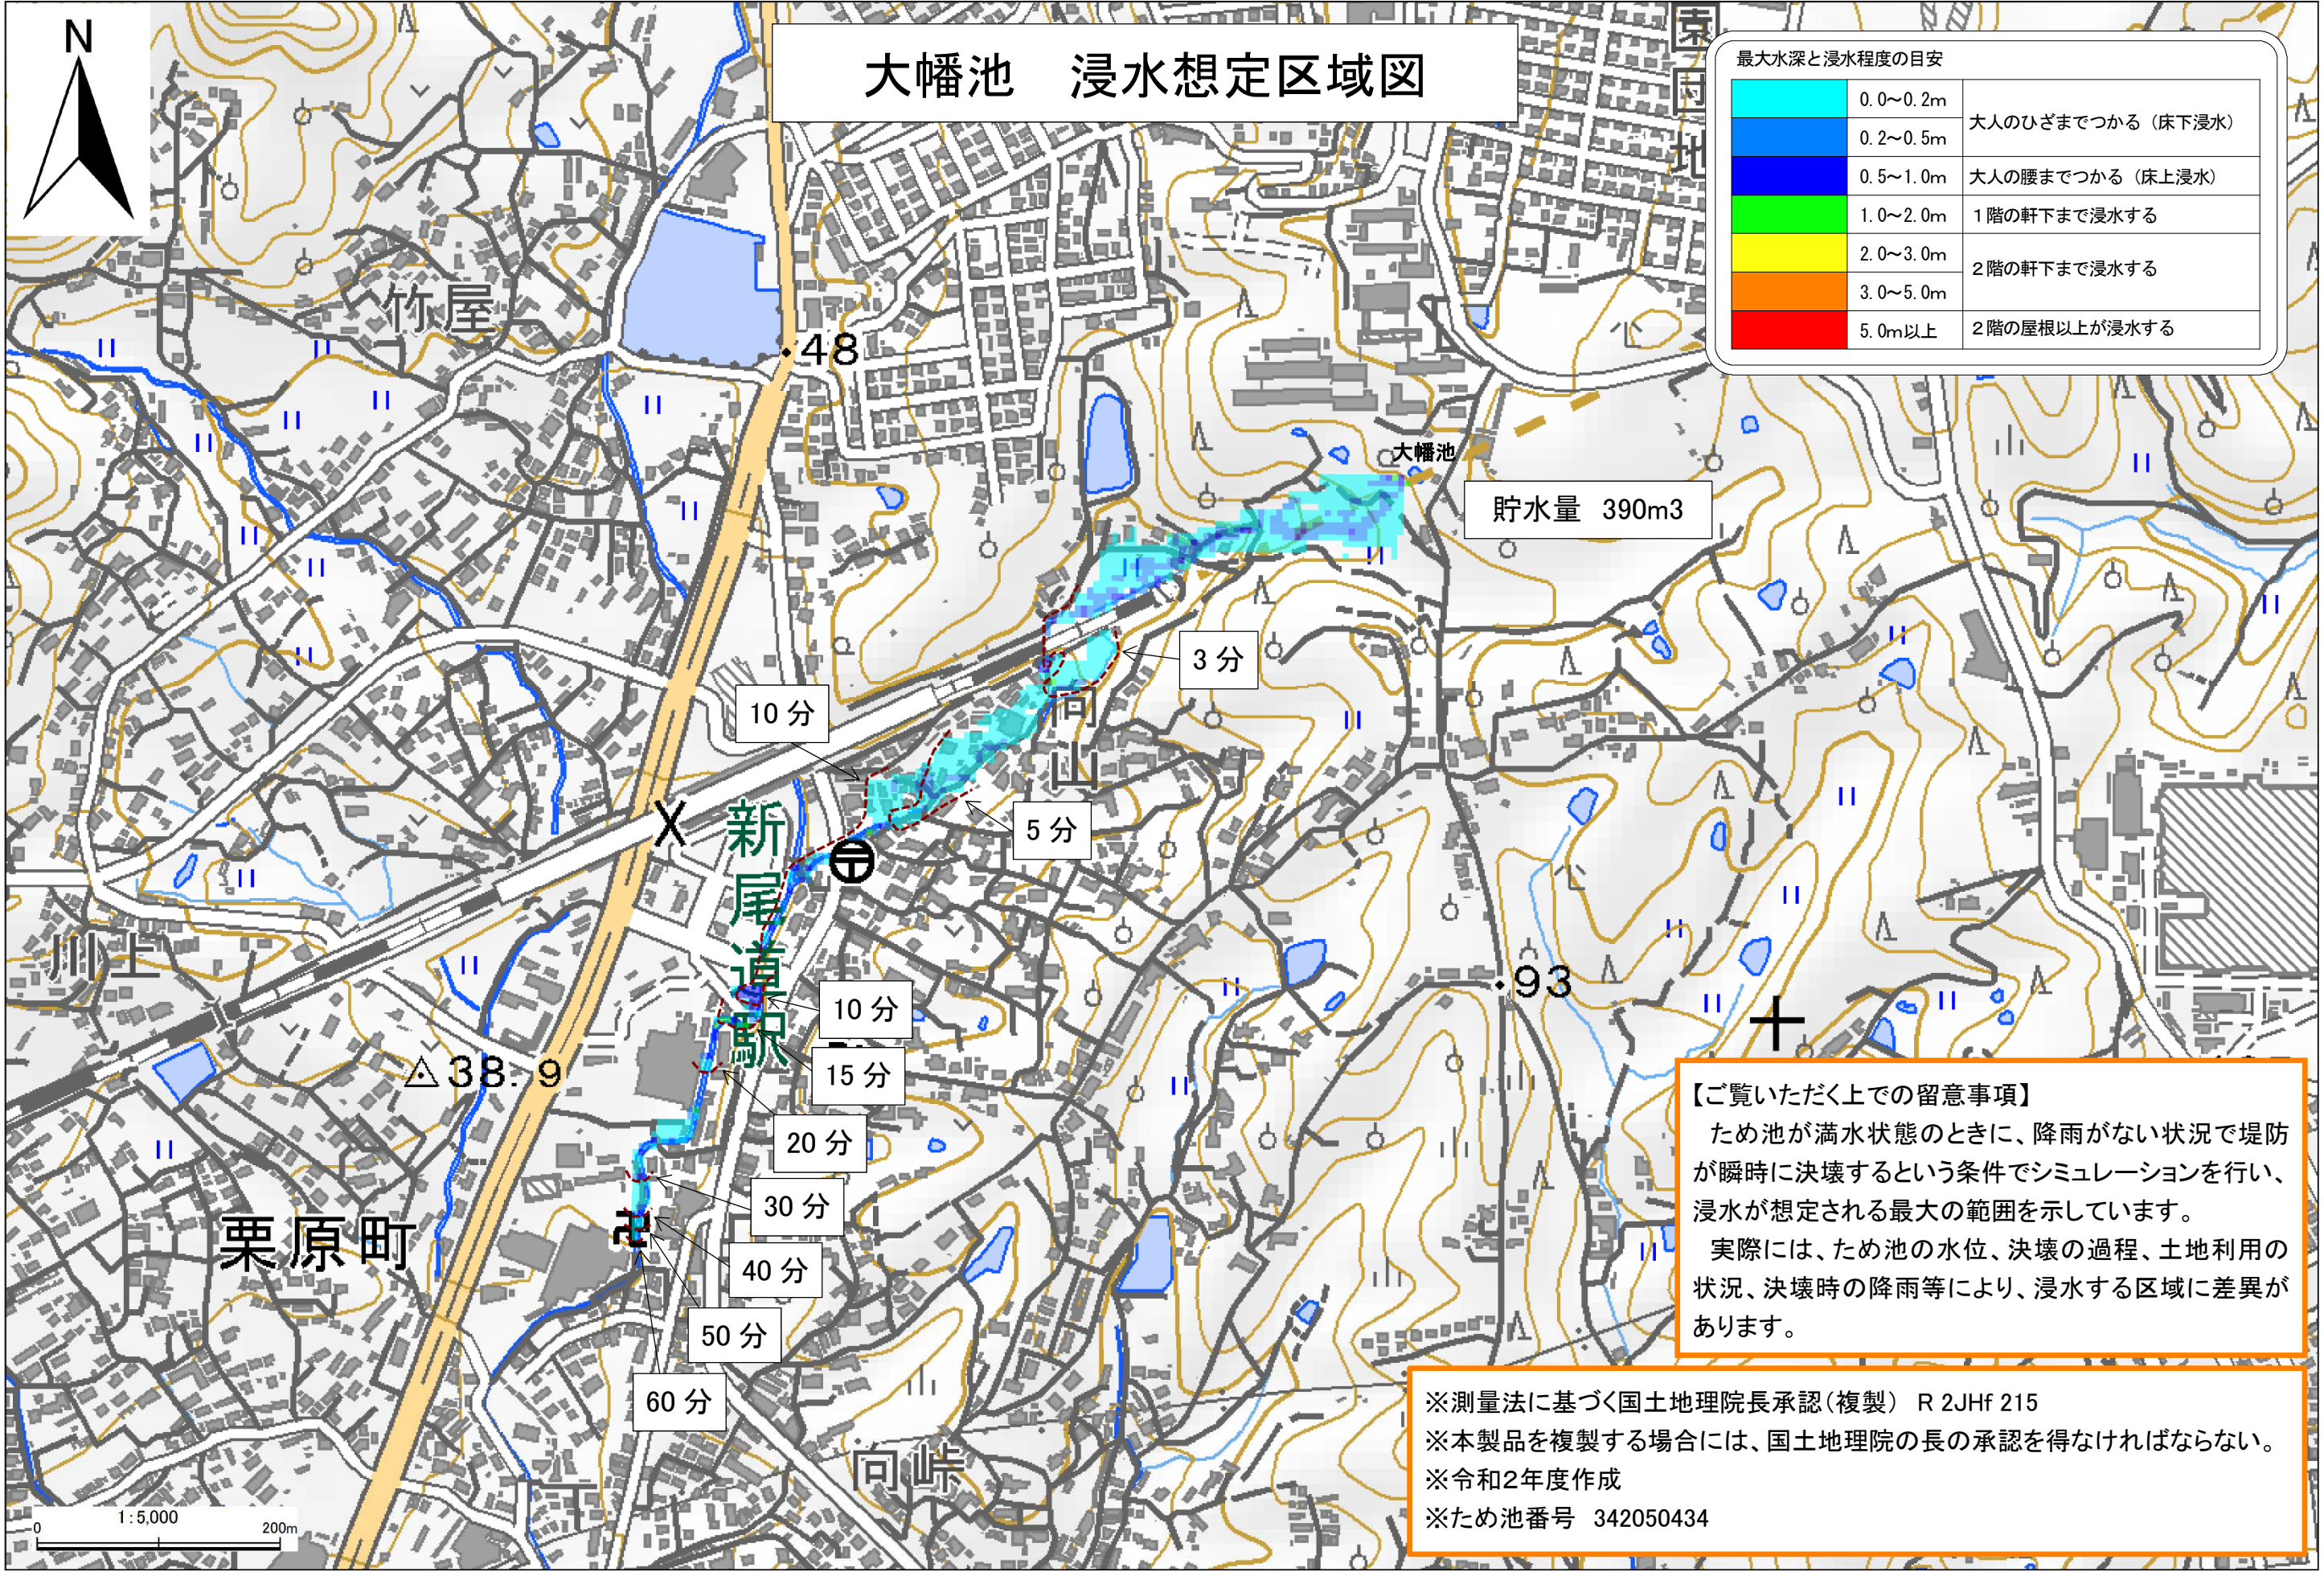 N
大幡池　浸水想定区域図
園団地
最大水深と浸水程度の目安
0.0～0.2m
大人のひざまでつかる（床下浸水）
0.2～0.5m
0.5～1.0m　大人の腰までつかる（床上浸水）
1.0～2.0m　１階の軒下まで浸水する
2.0～3.0m
２階の軒下まで浸水する
3.0～5.0m
5.0m以上　２階の屋根以上が浸水する
竹屋
48
大幡池
貯水量　390m3
3 分
10 分
向山
5 分
新尾道駅
川上
93
10 分
38.9
15 分
20 分
30 分
栗原町
40 分
50 分
60 分
向峠
【ご覧いただく上での留意事項】
ため池が満水状態のときに、降雨がない状況で堤防
が瞬時に決壊するという条件でシミュレーションを行い、
浸水が想定される最大の範囲を示しています。
実際には、ため池の水位、決壊の過程、土地利用の
状況、決壊時の降雨等により、浸水する区域に差異が
あります。
※測量法に基づく国土地理院長承認（複製）　R 2JHf 215
※本製品を複製する場合には、国土地理院の長の承認を得なければならない。
※令和２年度作成
※ため池番号　342050434
1:5,000
0　200m